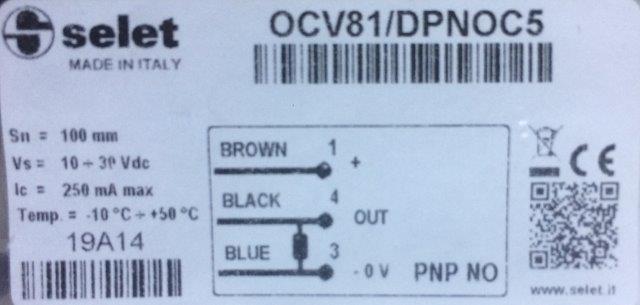 selet
MADE IN ITALY
OCV81/DPNOC5
Sn = 100 mm
Vs = 10 ÷ 30 Vdc
Ic = 250 mA max
Temp. = -10 °C ÷ +50 °C
19A14
BROWN 1 +
BLACK 4 OUT
BLUE 3 - 0 V
PNP NO
CE
www.selet.it